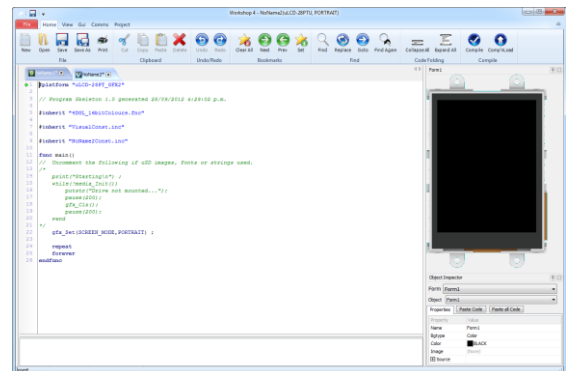 Workshop 4 - NoName2 (uLCD-28PTU, PORTRAIT)
File Home View Gui Comms Project
New Open Save Save As Print Cut Copy Paste Delete Undo Redo Clear All Next Prev Set Find Replace Goto Find Again Collapse All Expand All Compile CompLoad
File Clipboard Undo/Redo Bookmarks Find Code Folding Compile
NoName2*
Form1
#platform "uLCD-28PT_GFX2"
// Program Skeleton 1.0 generated 28/09/2012 4:29:02 p.m.
#inherit "4DGL_16bitColours.fnc"
#inherit "VisualConst.inc"
#inherit "NoName2Const.inc"
func main()
// Uncomment the following if uSD images, fonts or strings used.
/*
print("Starting\n") ;
while(!media_Init())
putstr("Drive not mounted...");
pause(200);
gfx_Cls();
pause(200);
wend
*/
gfx_Set(SCREEN_MODE,PORTRAIT) ;
repeat
forever
endfunc
Object Inspector
Form Form1
Object Form1
Properties Paste Code Paste all Code
Property Value
Name Form1
Bgtype Color
Color BLACK
Image (None)
Source